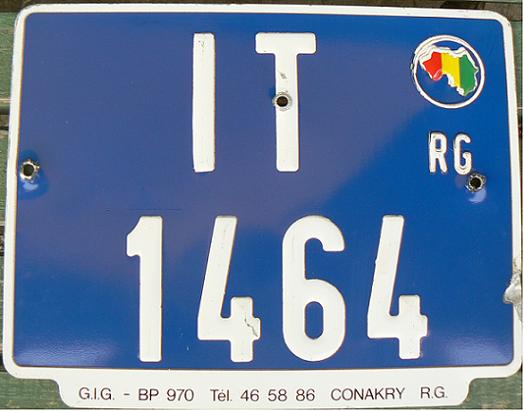 IT
RG
1464
G.I.G. - BP 970 Tél. 46 58 86 CONAKRY R.G.